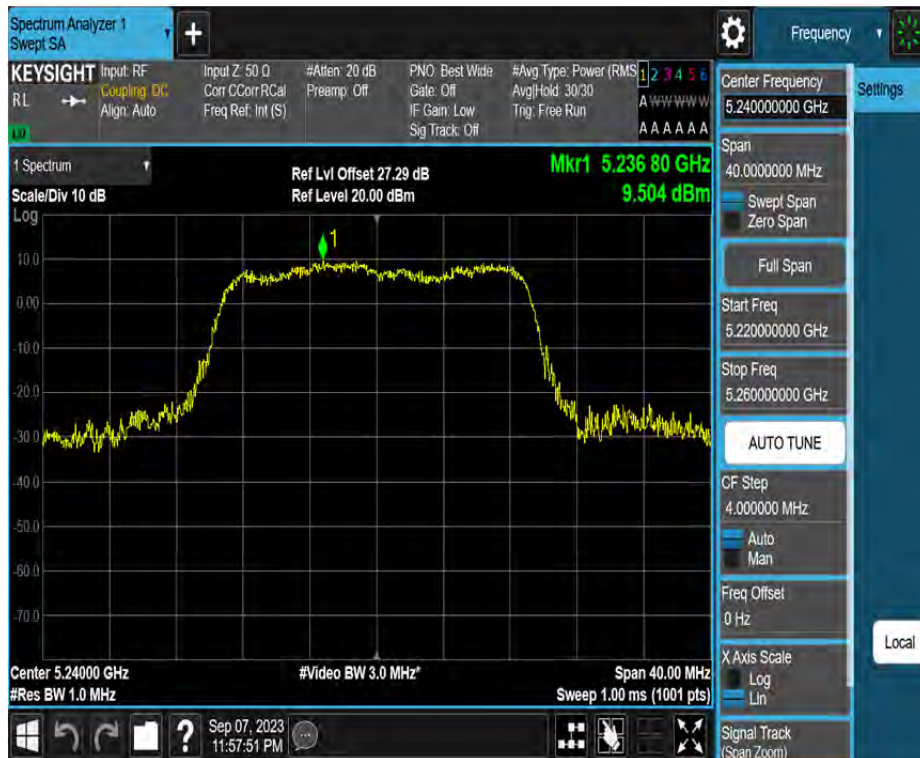 Spectrum Analyzer 1
Swept SA
+
Frequency
KEYSIGHT
RL
Input: RF
Coupling: DC
Align: Auto
Input Z: 50 Ω
Corr CCorr RCal
Freq Ref: Int (S)
#Atten: 20 dB
Preamp: Off
PNO: Best Wide
Gate: Off
IF Gain: Low
Sig Track: Off
#Avg Type: Power (RMS
Avg|Hold: 30/30
Trig: Free Run
1 2 3 4 5 6
A W W W W W
A A A A A A
1 Spectrum
Scale/Div 10 dB
Log
Ref Lvl Offset 27.29 dB
Ref Level 20.00 dBm
Mkr1 5.236 80 GHz
9.504 dBm
1
10.0
0.00
-10.0
-20.0
-30.0
-40.0
-50.0
-60.0
-70.0
Center 5.24000 GHz
#Res BW 1.0 MHz
#Video BW 3.0 MHz*
Span 40.00 MHz
Sweep 1.00 ms (1001 pts)
?
Sep 07, 2023
11:57:51 PM
Center Frequency
5.240000000 GHz
Span
40.0000000 MHz
Swept Span
Zero Span
Full Span
Start Freq
5.220000000 GHz
Stop Freq
5.260000000 GHz
AUTO TUNE
CF Step
4.000000 MHz
Auto
Man
Freq Offset
0 Hz
X Axis Scale
Log
Lin
Signal Track
(Span Zoom)
Settings
Local